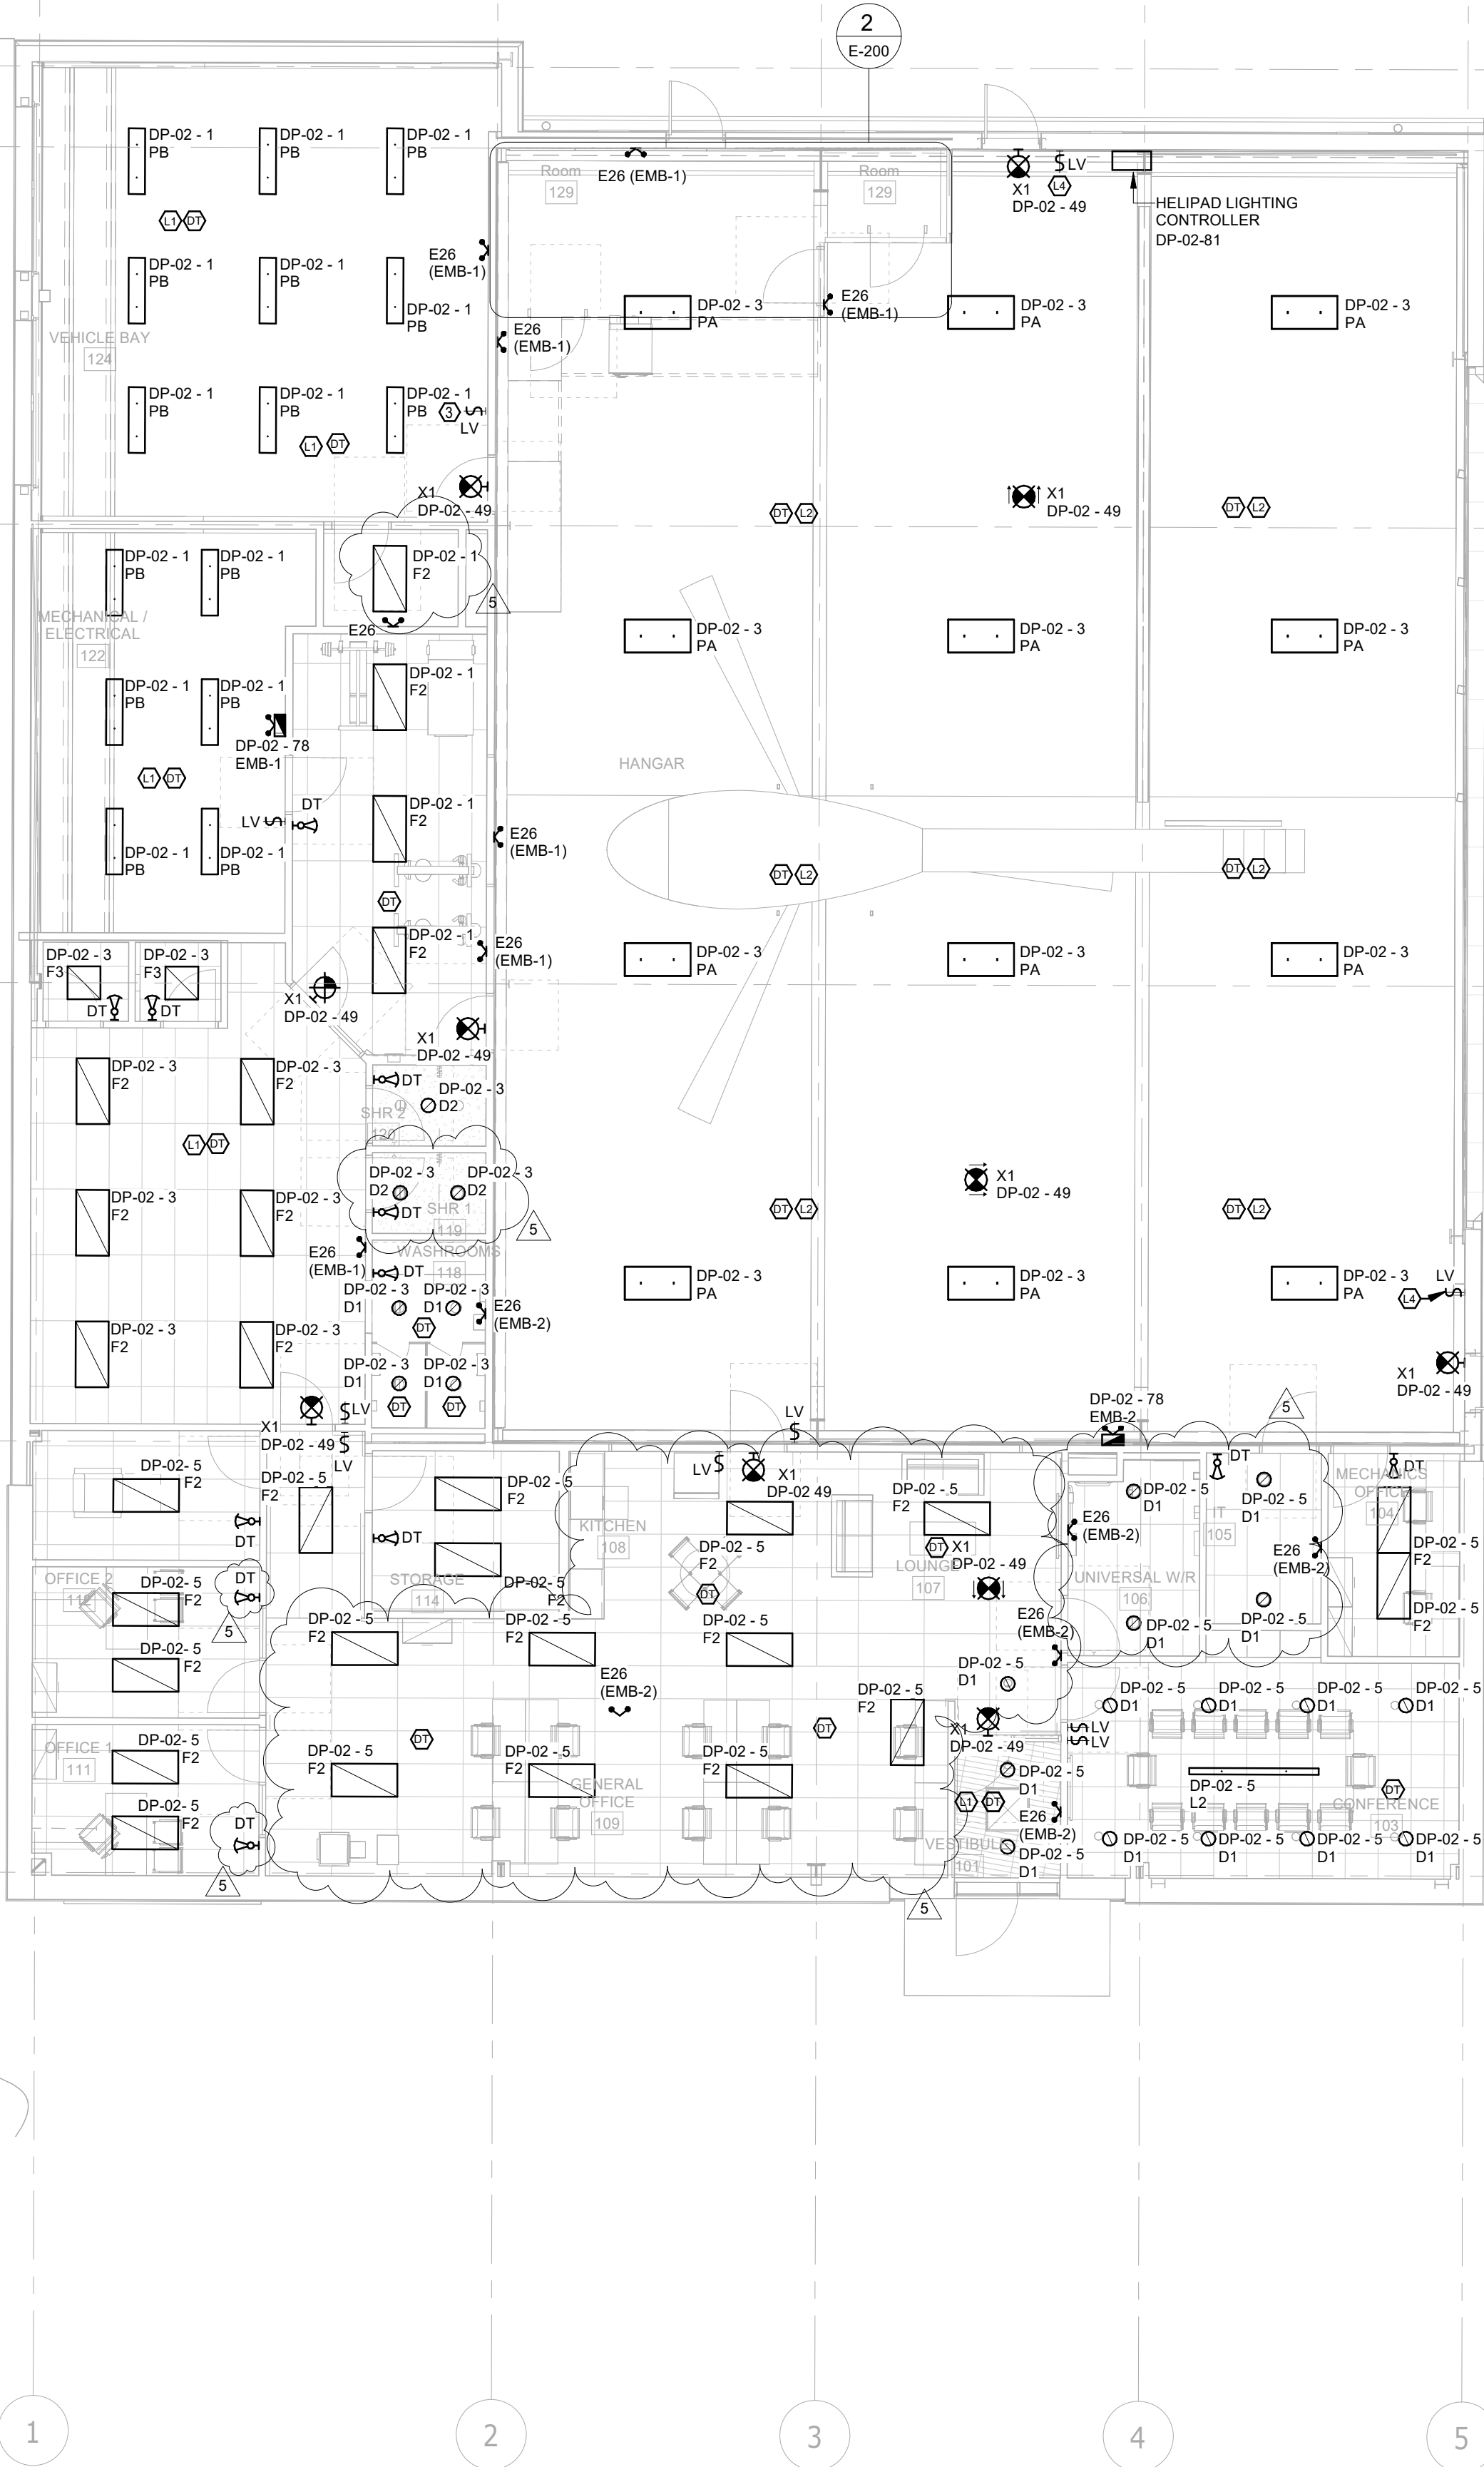 2
E-200
DP-02 - 1
PB
DP-02 - 1
PB
DP-02 - 1
PB
L1
DT
E26 (EMB-1)
Room
129
Room
129
X1
DP-02 - 49
LV
L4
HELIPAD LIGHTING
CONTROLLER
DP-02-81
E26
(EMB-1)
DP-02 - 1
PB
DP-02 - 1
PB
DP-02 - 1
PB
VEHICLE BAY
124
E26
(EMB-1)
DP-02 - 3
PA
E26
(EMB-1)
DP-02 - 3
PA
DP-02 - 3
PA
DP-02 - 1
PB
DP-02 - 1
PB
DP-02 - 1
PB
3
LV
L1
DT
X1
DP-02 - 49
DT
L2
X1
DP-02 - 49
DT
L2
DP-02 - 1
PB
DP-02 - 1
PB
DP-02 - 1
F2
5
MECHANICAL /
ELECTRICAL
122
E26
DP-02 - 3
PA
DP-02 - 3
PA
DP-02 - 3
PA
DP-02 - 1
PB
DP-02 - 1
PB
DP-02 - 1
F2
DP-02 - 78
EMB-1
L1
DT
HANGAR
LV
DT
DP-02 - 1
F2
E26
(EMB-1)
DP-02 - 1
PB
DP-02 - 1
PB
DT
L2
DT
L2
DT
DP-02 - 1
F2
E26
(EMB-1)
DP-02 - 3
PA
DP-02 - 3
PA
DP-02 - 3
PA
DP-02 - 3
F3
DP-02 - 3
F3
DT
DT
X1
DP-02 - 49
X1
DP-02 - 49
DP-02 - 3
F2
DP-02 - 3
F2
DT
DP-02 - 3
D2
SHR 2
120
L1
DT
DP-02 - 3
D2
DP-02 - 3
D2
DT
SHR 1
119
5
DP-02 - 3
F2
DP-02 - 3
F2
X1
DP-02 - 49
DT
L2
DT
L2
E26
(EMB-1)
WASHROOMS
118
DT
DP-02 - 3
D1
DP-02 - 3
D1
E26
(EMB-2)
DT
DP-02 - 3
PA
DP-02 - 3
PA
DP-02 - 3
PA
LV
L4
DP-02 - 3
F2
DP-02 - 3
F2
DP-02 - 3
D1
DP-02 - 3
D1
DT
DT
X1
DP-02 - 49
X1
DP-02 - 49
LV
LV
LV
DP-02 - 78
EMB-2
5
DP-02- 5
F2
DP-02 - 5
F2
DP-02 - 5
F2
LV
X1
DP-02 49
DP-02 - 5
F2
DP-02 - 5
D1
DT
DP-02 - 5
D1
MECHANICS
OFFICE
104
DT
DT
DT
KITCHEN
108
DP-02 - 5
F2
DT
X1
DP-02 - 49
LOUNGE
107
E26
(EMB-2)
IT
105
E26
(EMB-2)
DP-02 - 5
F2
OFFICE 2
112
DP-02 - 5
F2
DT
5
STORAGE
114
DP-02- 5
F2
DT
UNIVERSAL W/R
106
DP-02 - 5
F2
DP-02 - 5
F2
DP-02 - 5
F2
DP-02 - 5
F2
E26
(EMB-2)
DP-02 - 5
D1
DP-02 - 5
D1
DP-02 - 5
F2
E26
(EMB-2)
DP-02 - 5
D1
DP-02 - 5
F2
DP-02 - 5
D1
DP-02 - 5
D1
DP-02 - 5
D1
DP-02 - 5
D1
OFFICE 1
111
DP-02- 5
F2
DT
DT
X1
DP-02 - 49
LV
LV
DP-02 - 5
F2
DP-02 - 5
F2
DP-02 - 5
F2
GENERAL
OFFICE
109
DP-02 - 5
D1
L1
DT
DP-02 - 5
L2
DT
CONFERENCE
103
DP-02- 5
F2
DT
5
E26
(EMB-2)
VESTIBULE
101
DP-02 - 5
D1
DP-02 - 5
D1
DP-02 - 5
D1
DP-02 - 5
D1
DP-02 - 5
D1
5
1
2
3
4
5